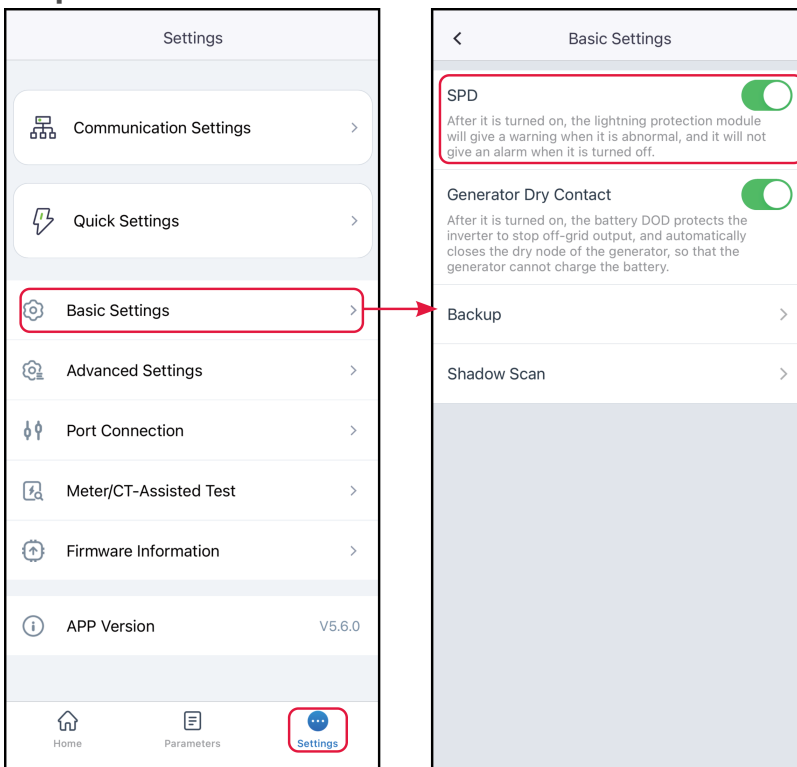 Settings
Communication Settings
Quick Settings
Basic Settings
Advanced Settings
Port Connection
Meter/CT-Assisted Test
Firmware Information
APP Version V5.6.0
Home Parameters Settings
Basic Settings
SPD
After it is turned on, the lightning protection module
will give a warning when it is abnormal, and it will not
give an alarm when it is turned off.
Generator Dry Contact
After it is turned on, the battery DOD protects the
inverter to stop off-grid output, and automatically
closes the dry node of the generator, so that the
generator cannot charge the battery.
Backup
Shadow Scan